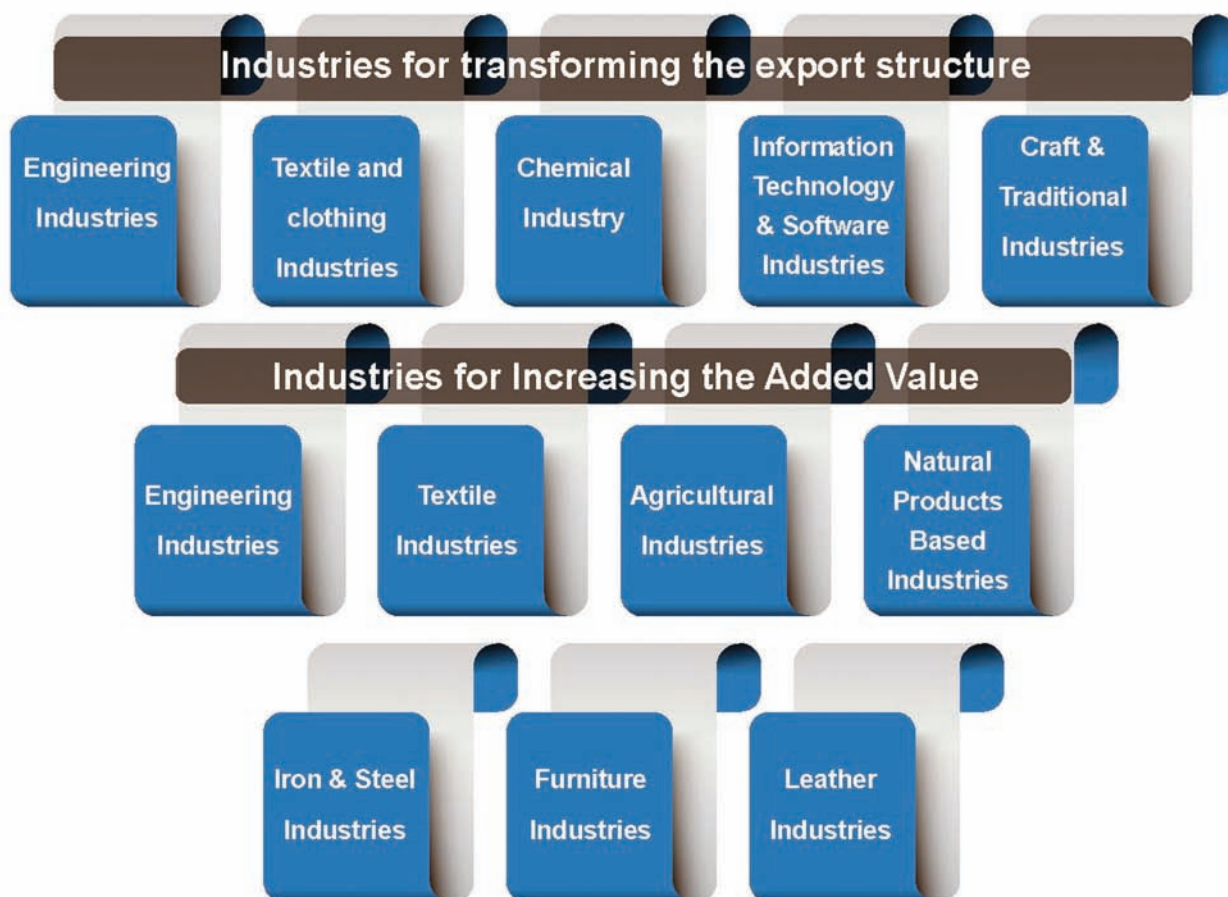 Industries for transforming the export structure
Engineering
Industries
Textile and
clothing
Industries
Chemical
Industry
Information
Technology
& Software
Industries
Craft &
Traditional
Industries
Industries for Increasing the Added Value
Engineering
Industries
Textile
Industries
Agricultural
Industries
Natural
Products
Based
Industries
Iron & Steel
Industries
Furniture
Industries
Leather
Industries